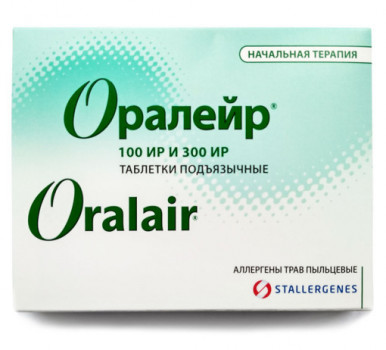 НАЧАЛЬНАЯ ТЕРАПИЯ
Оралейр®
100 ИР И 300 ИР
ТАБЛЕТКИ ПОДЪЯЗЫЧНЫЕ
Oralair®
АЛЛЕРГЕНЫ ТРАВ ПЫЛЬЦЕВЫЕ
STALLERGENES